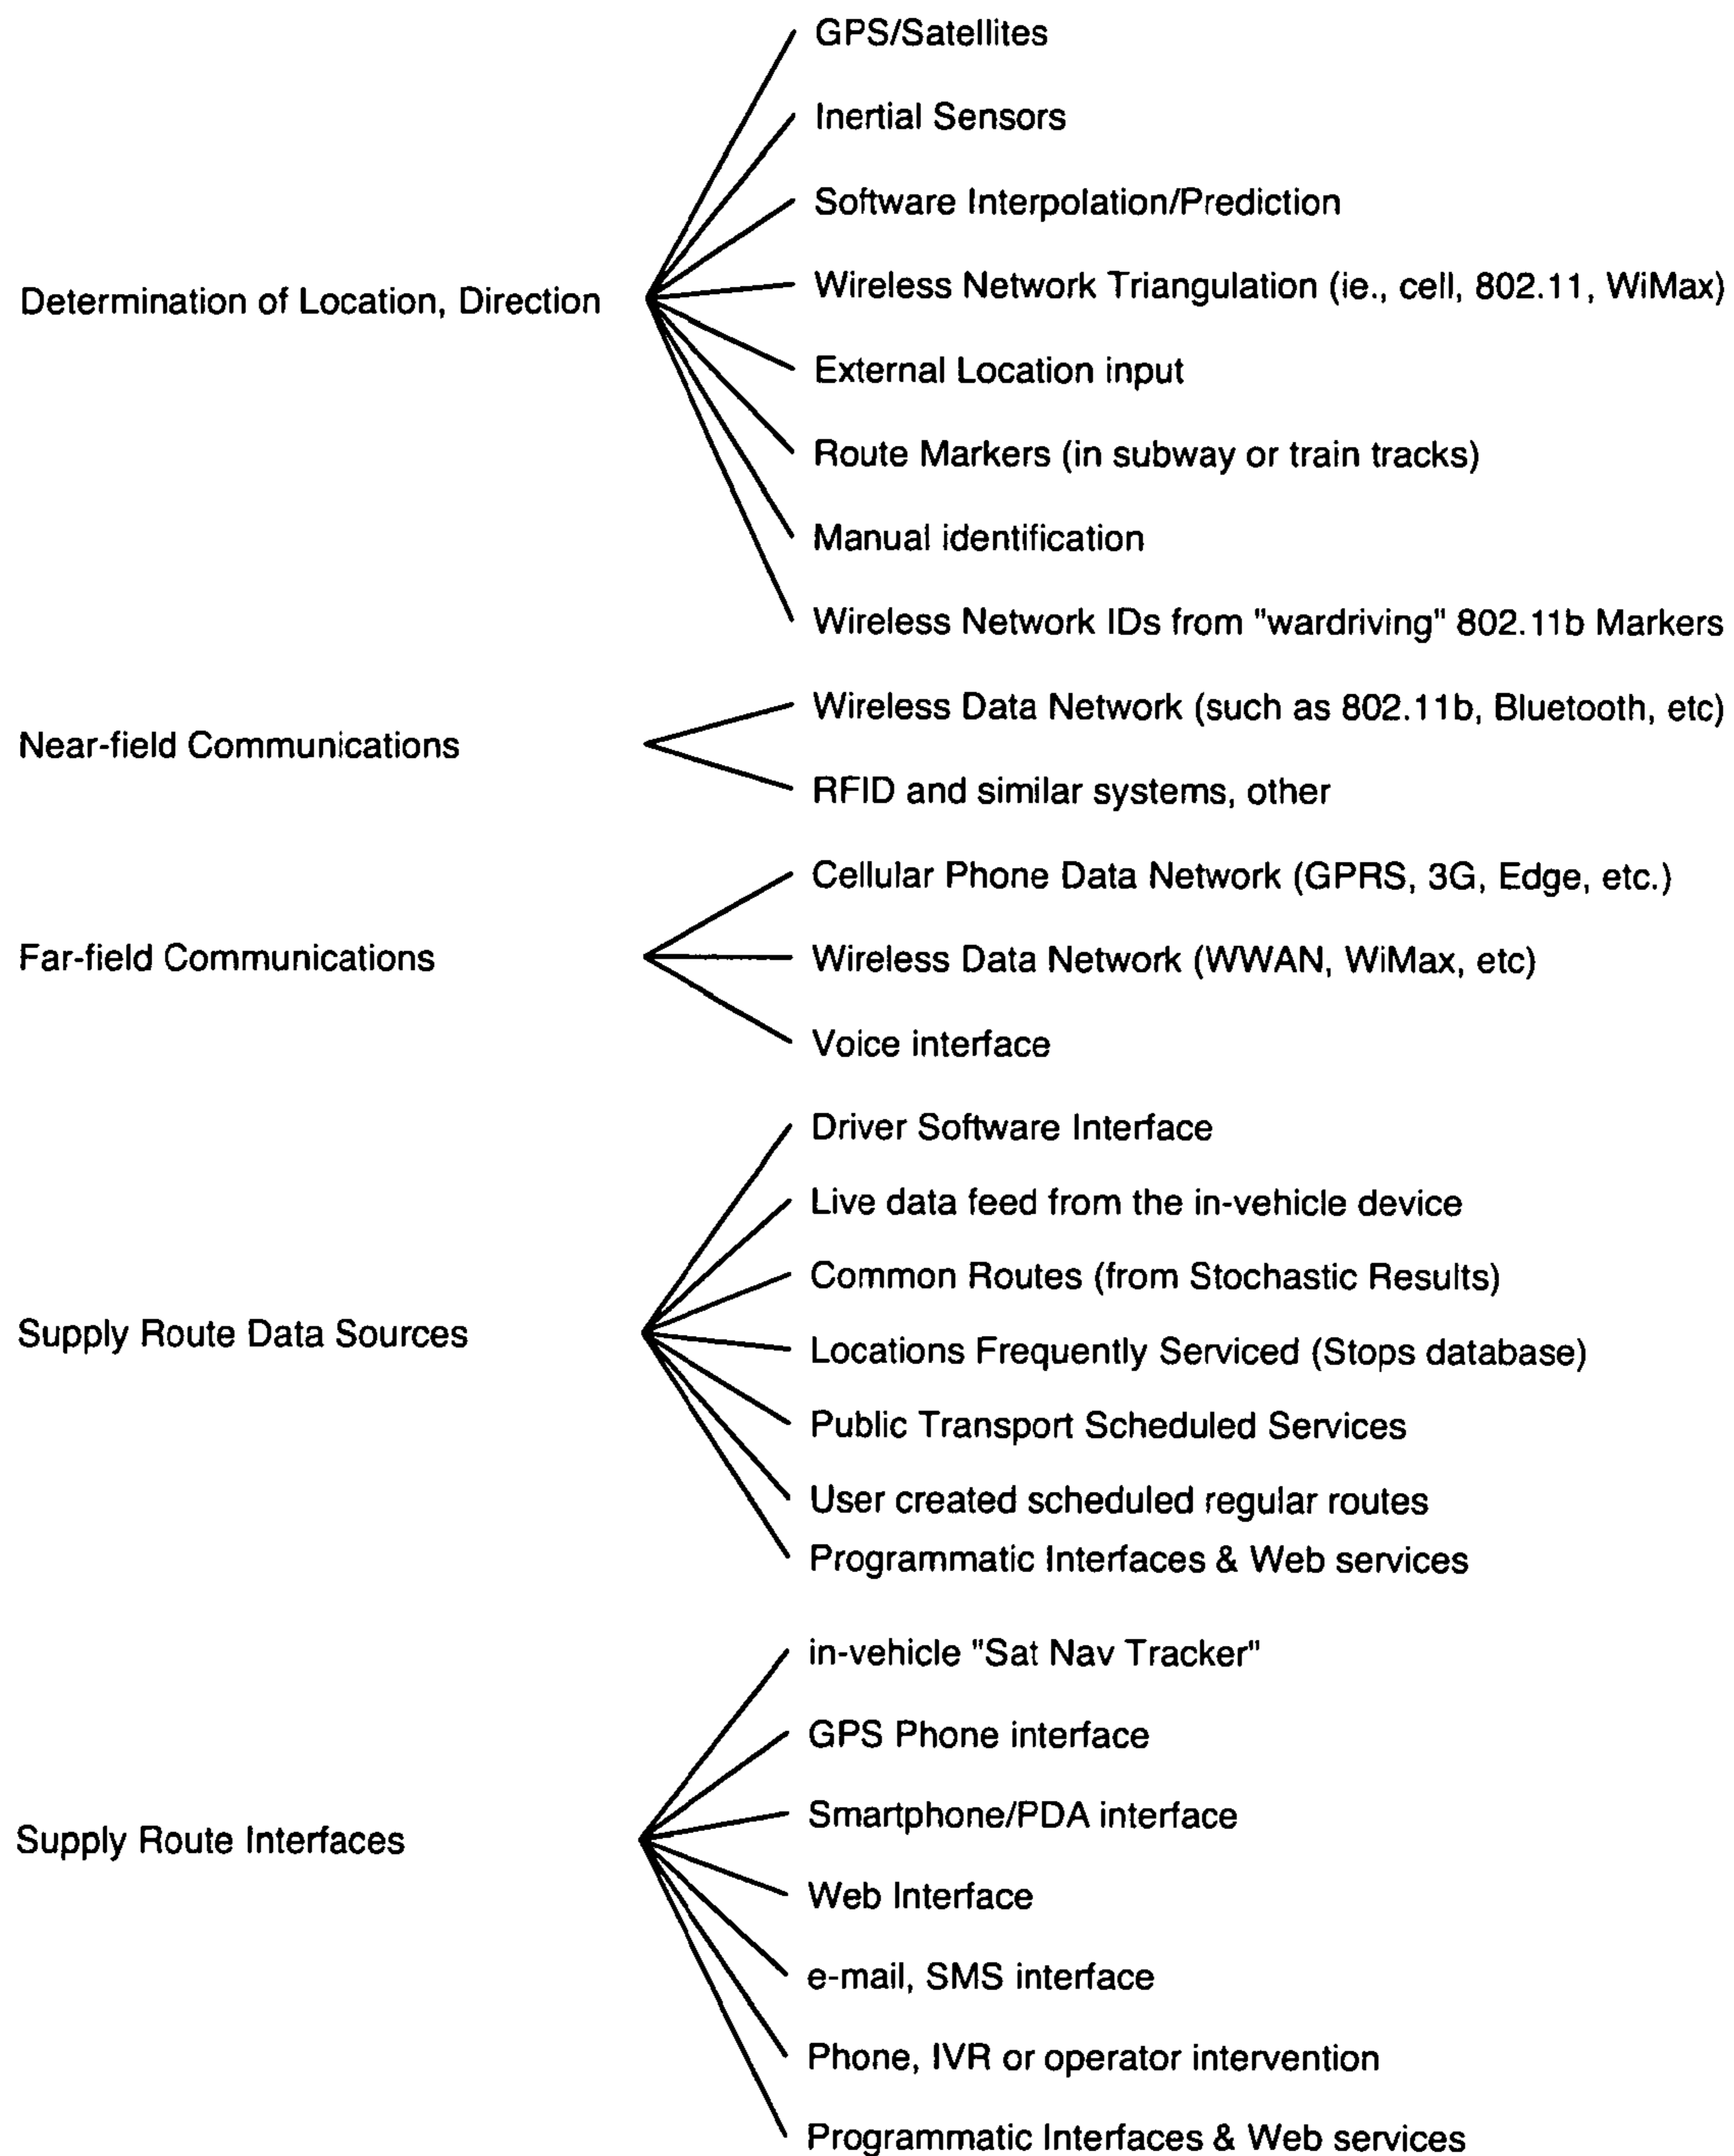 GPS/Satellites
Inertial Sensors
Software Interpolation/Prediction
Determination of Location, Direction
Wireless Network Triangulation (ie., cell, 802.11, WiMax)
External Location input
Route Markers (in subway or train tracks)
Manual identification
Wireless Network IDs from "wardriving" 802.11b Markers
Near-field Communications
Wireless Data Network (such as 802.11b, Bluetooth, etc)
RFID and similar systems, other
Far-field Communications
Cellular Phone Data Network (GPRS, 3G, Edge, etc.)
Wireless Data Network (WWAN, WiMax, etc)
Voice interface
Supply Route Data Sources
Driver Software Interface
Live data feed from the in-vehicle device
Common Routes (from Stochastic Results)
Locations Frequently Serviced (Stops database)
Public Transport Scheduled Services
User created scheduled regular routes
Programmatic Interfaces & Web services
Supply Route Interfaces
in-vehicle "Sat Nav Tracker"
GPS Phone interface
Smartphone/PDA interface
Web Interface
e-mail, SMS interface
Phone, IVR or operator intervention
Programmatic Interfaces & Web services